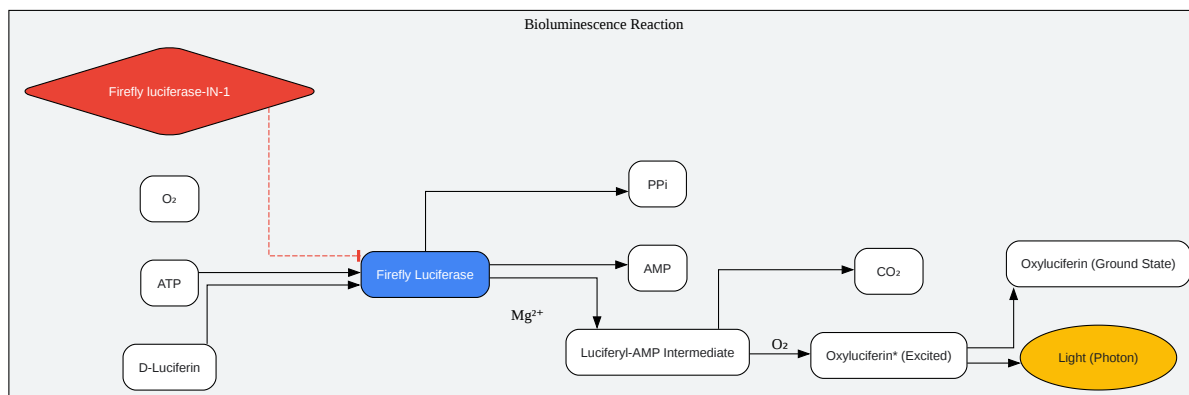 Bioluminescence Reaction
Firefly luciferase-IN-1
O₂
PPi
ATP
Firefly Luciferase
AMP
CO₂
Oxyluciferin (Ground State)
Mg²⁺
D-Luciferin
Luciferyl-AMP Intermediate
O₂
Oxyluciferin* (Excited)
Light (Photon)